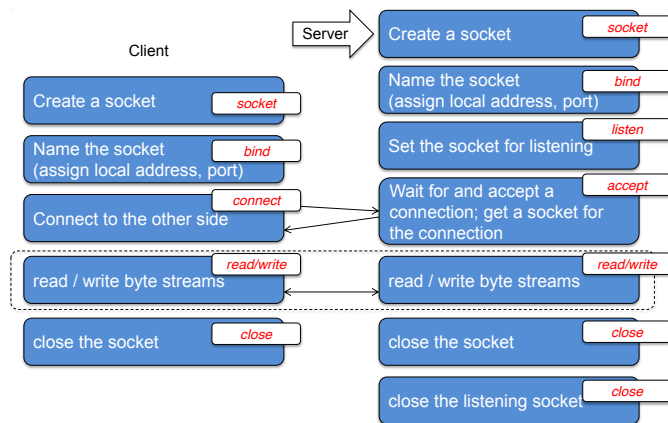 Client
Create a socket
socket
Name the socket
(assign local address, port)
bind
Connect to the other side
connect
read / write byte streams
read/write
close the socket
close
Server
Create a socket
socket
Name the socket
(assign local address, port)
bind
Set the socket for listening
listen
Wait for and accept a
connection; get a socket for
the connection
accept
read / write byte streams
read/write
close the socket
close
close the listening socket
close